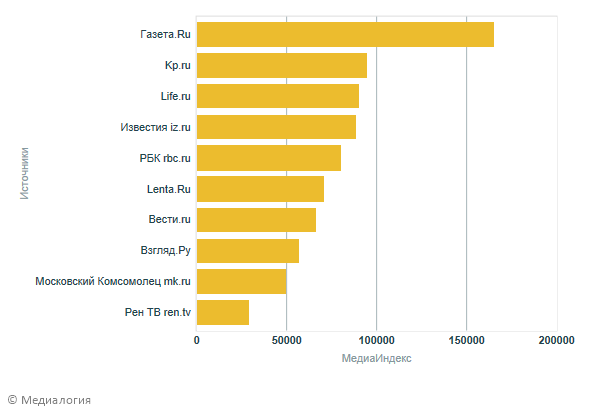 Газета.Ru
Kp.ru
Life.ru
Известия iz.ru
РБК rbc.ru
Lenta.Ru
Вести.ru
Взгляд.Ру
Московский Комсомолец mk.ru
Рен ТВ ren.tv
Источники
0 50000 100000 150000 200000
МедиаИндекс
© Медиалогия